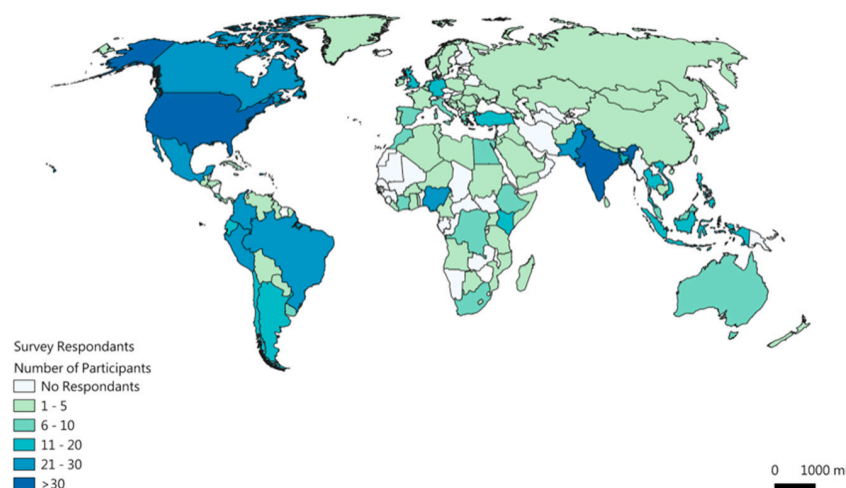 Survey Respondants
Number of Participants
No Respondants
1 - 5
6 - 10
11 - 20
21 - 30
>30
0 1000 m